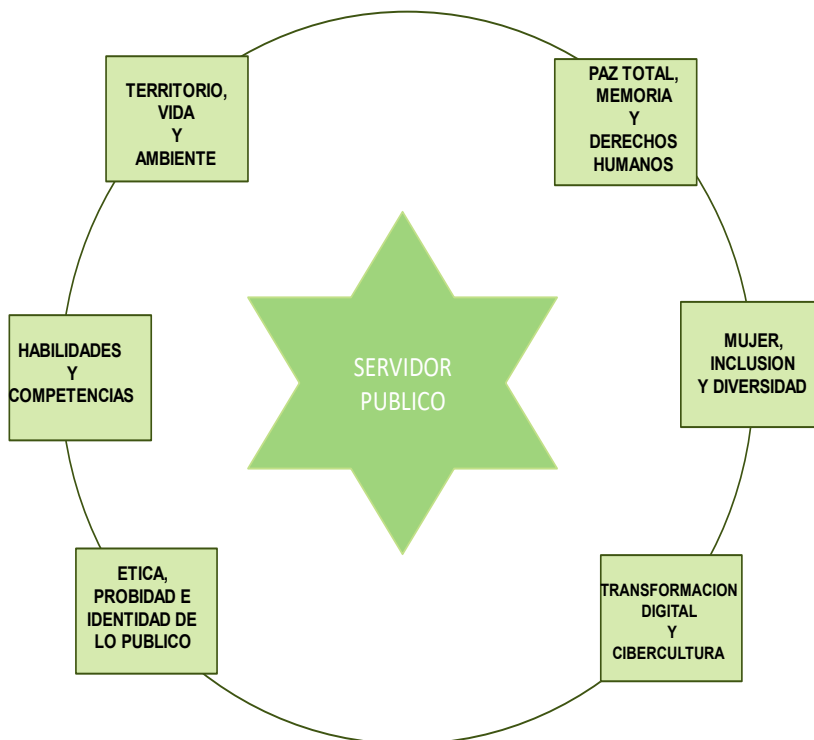 TERRITORIO,
VIDA
Y
AMBIENTE
PAZ TOTAL,
MEMORIA
Y
DERECHOS
HUMANOS
HABILIDADES
Y
COMPETENCIAS
SERVIDOR
PUBLICO
MUJER,
INCLUSION
Y DIVERSIDAD
ETICA,
PROBIDAD E
IDENTIDAD DE
LO PUBLICO
TRANSFORMACION
DIGITAL
Y
CIBERCULTURA